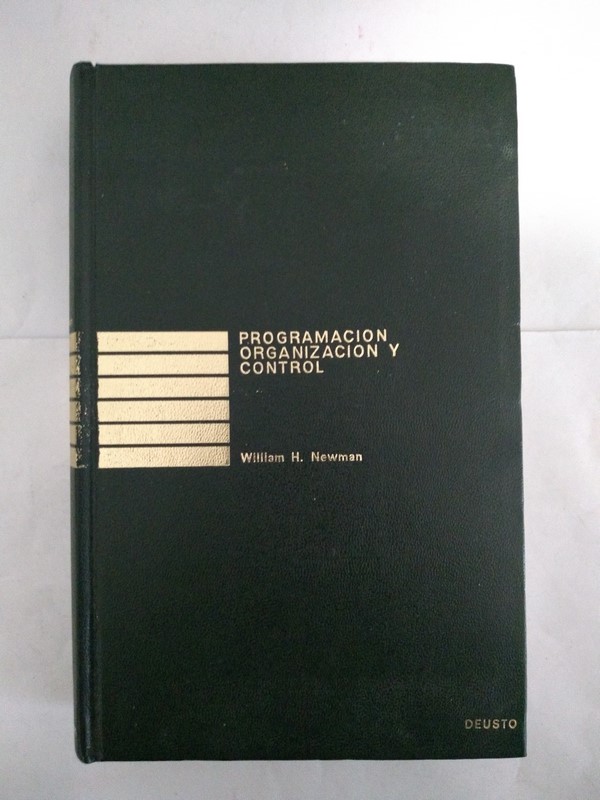 PROGRAMACION,
ORGANIZACION Y
CONTROL
William H. Newman
DEUSTO